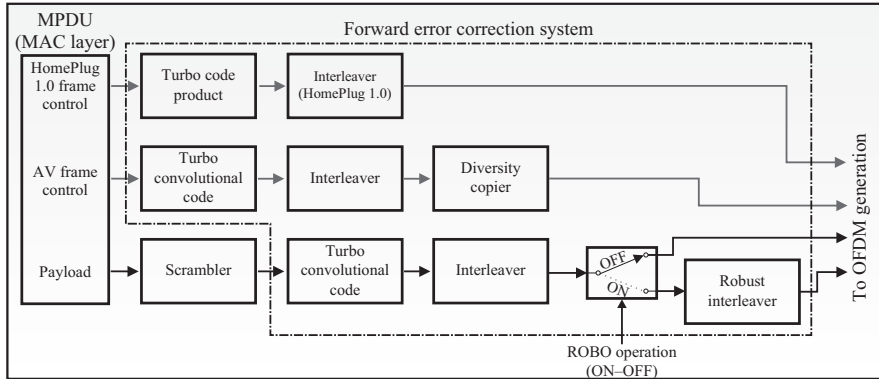 MPDU
(MAC layer)
Forward error correction system
HomePlug
1.0 frame
control
Turbo code
product
Interleaver
(HomePlug 1.0)
AV frame
control
Turbo
convolutional
code
Interleaver
Diversity
copier
Payload
Scrambler
Turbo
convolutional
code
Interleaver
OFF
ON
Robust
interleaver
To OFDM generation
ROBO operation
(ON–OFF)